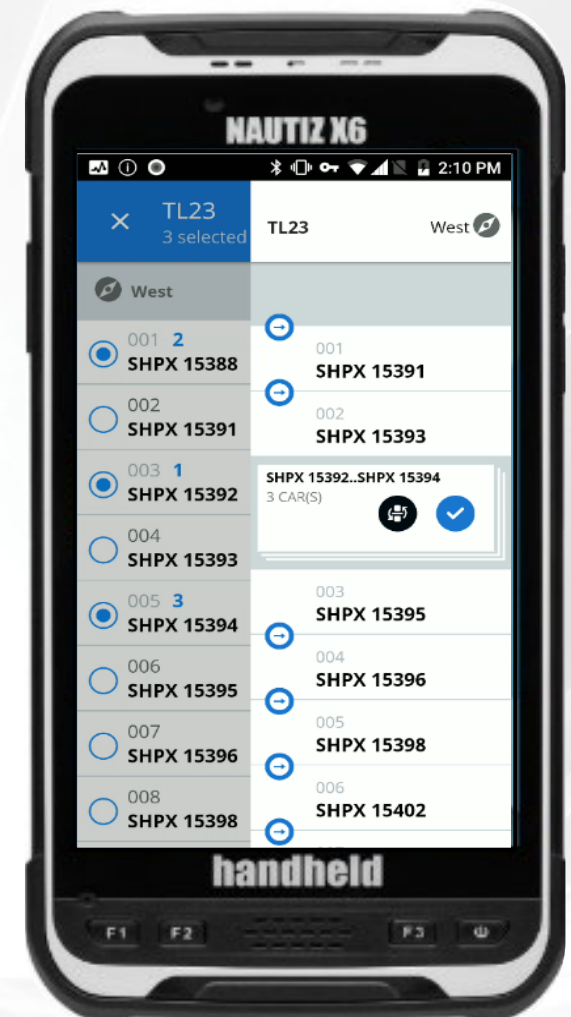 NAUTIZ X6
2:10 PM
TL23
3 selected
West
001 2
SHPX 15388
002
SHPX 15391
003 1
SHPX 15392
004
SHPX 15393
005 3
SHPX 15394
006
SHPX 15395
007
SHPX 15396
008
SHPX 15398
TL23 West
001
SHPX 15391
002
SHPX 15393
SHPX 15392..SHPX 15394
3 CAR(S)
003
SHPX 15395
004
SHPX 15396
005
SHPX 15398
006
SHPX 15402
handheld
F1 F2 F3